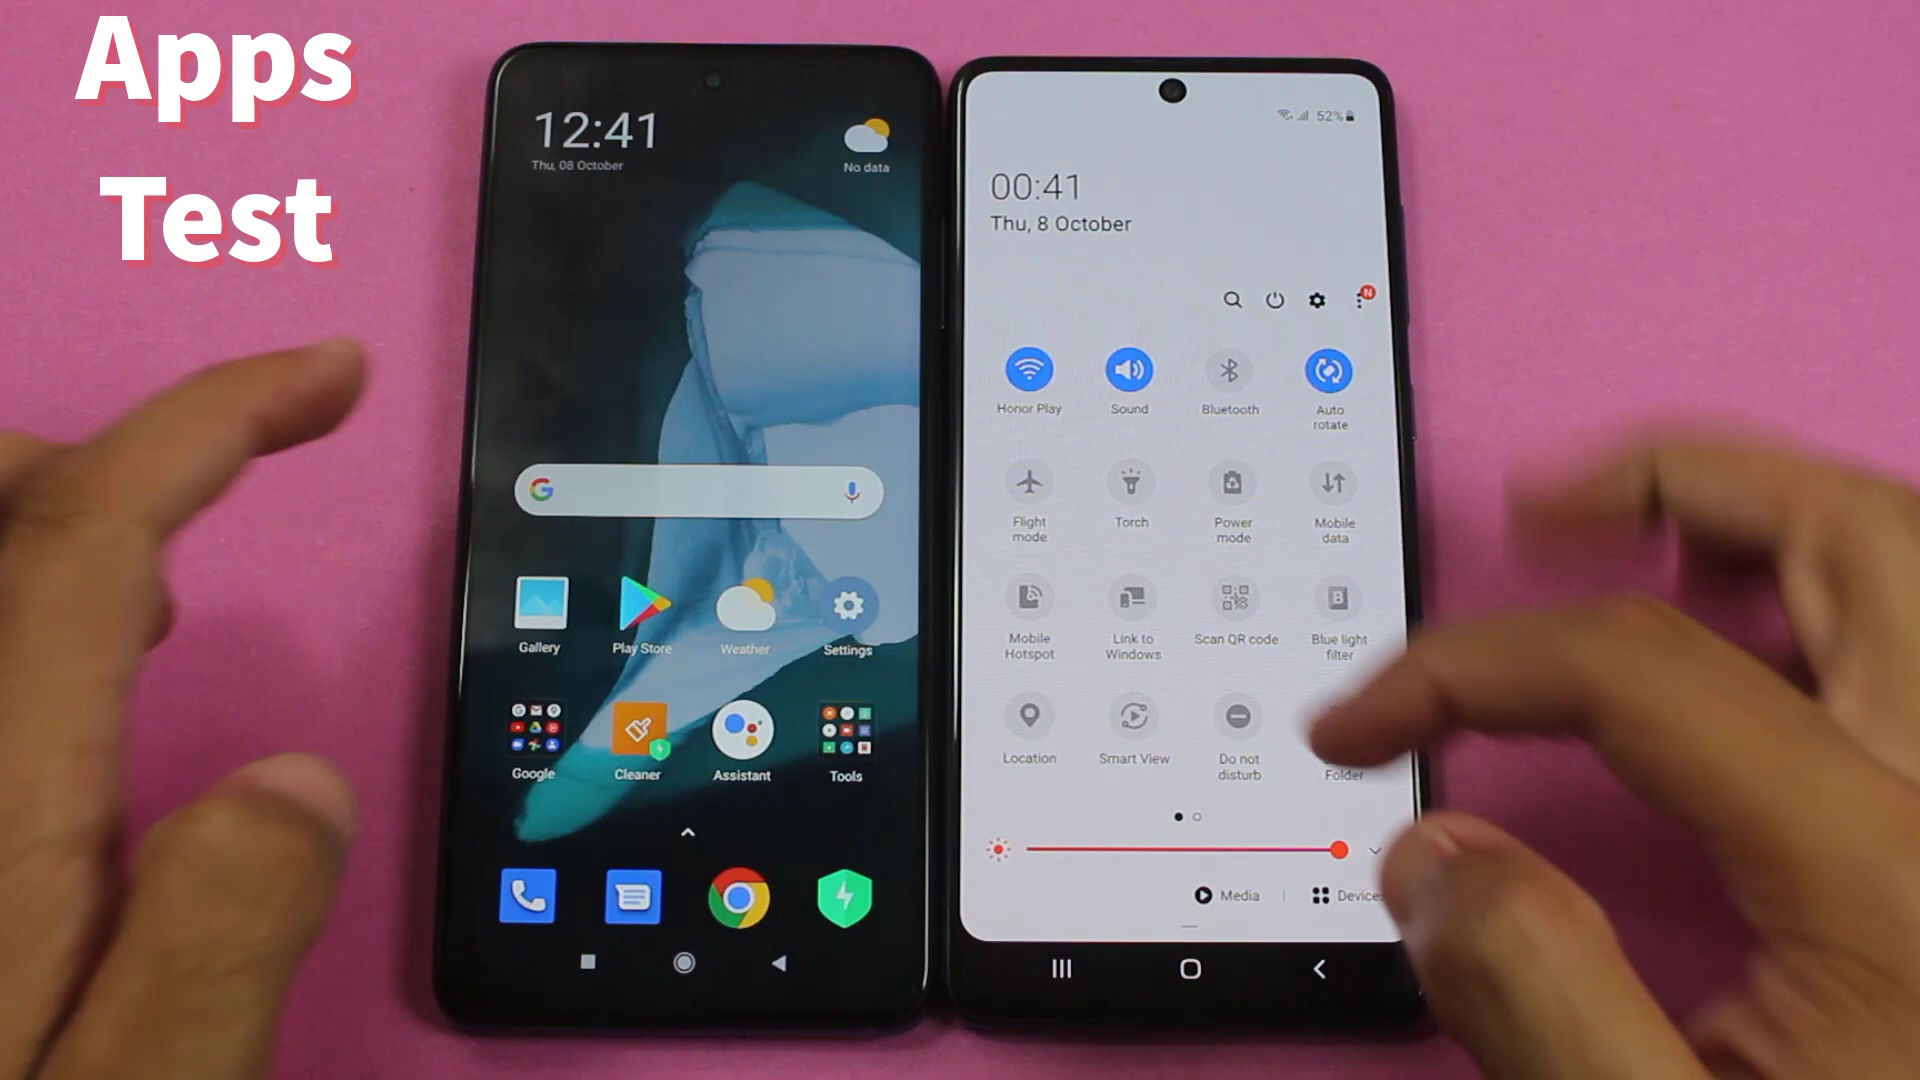 Apps
Test
12:41
Thu, 08 October
No data
Gallery
Play Store
Weather
Settings
Google
Cleaner
Assistant
Tools
52%
00:41
Thu, 8 October
N
Honor Play
Sound
Bluetooth
Auto
rotate
Flight
mode
Torch
Power
mode
Mobile
data
Mobile
Hotspot
Link to
Windows
Scan QR code
Blue light
filter
Location
Smart View
Do not
disturb
Folder
Media
Devices